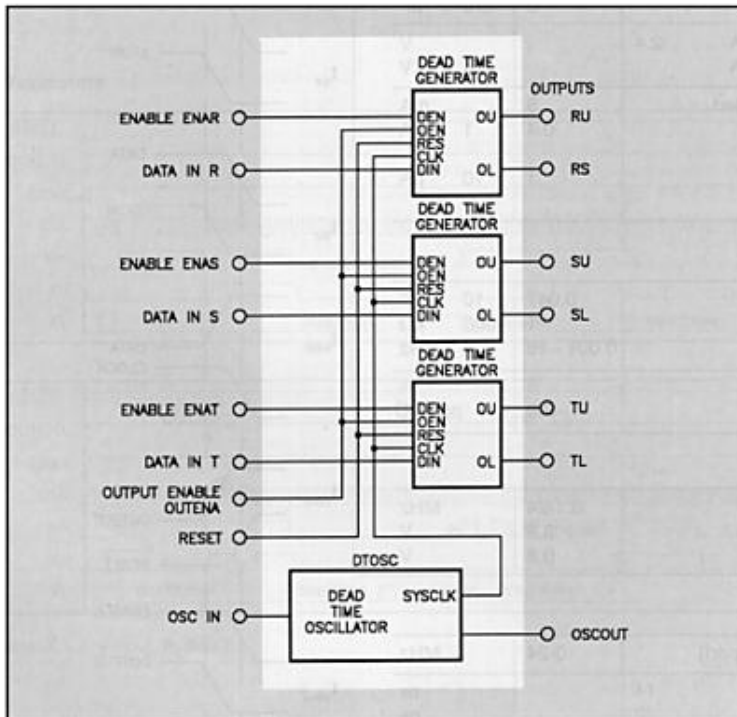 DEAD TIME
GENERATOR
OUTPUTS
ENABLE ENAR
DEN OU
RU
OEN
RES
CLK
DATA IN R
DIN OL
RS
DEAD TIME
GENERATOR
ENABLE ENAS
DEN OU
SU
OEN
RES
CLK
DATA IN S
DIN OL
SL
DEAD TIME
GENERATOR
ENABLE ENAT
DEN OU
TU
OEN
RES
CLK
DATA IN T
DIN OL
TL
OUTPUT ENABLE
OUTENA
RESET
DTOSC
DEAD
TIME
OSCILLATOR
SYSCLK
OSC IN
OSCOUT